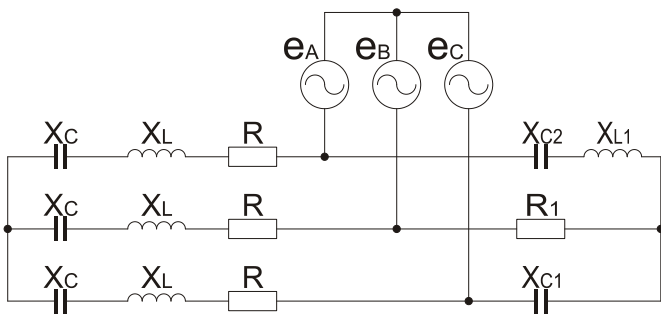 eA eB eC
XC XL R XC2 XL1
XC XL R R1
XC XL R XC1